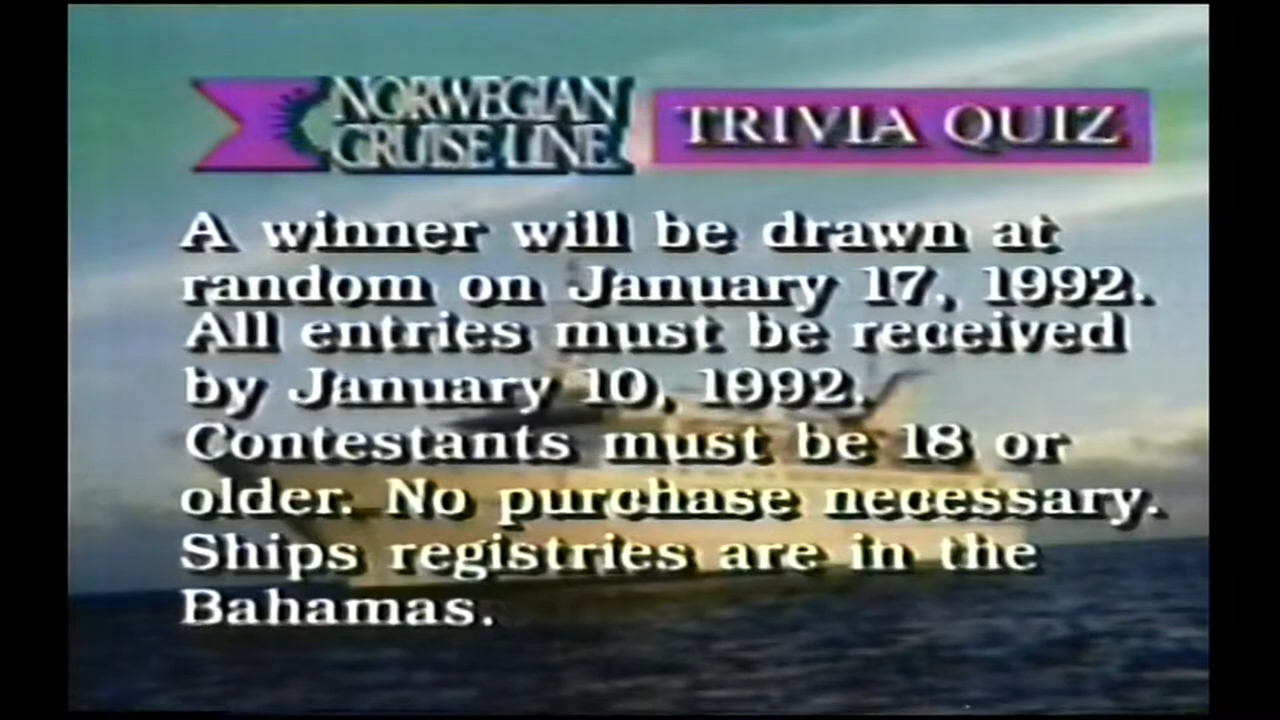 NORWEGIAN
CRUISE LINE
TRIVIA QUIZ
A winner will be drawn at
random on January 17, 1992.
All entries must be received
by January 10, 1992.
Contestants must be 18 or
older. No purchase necessary.
Ships registries are in the
Bahamas.